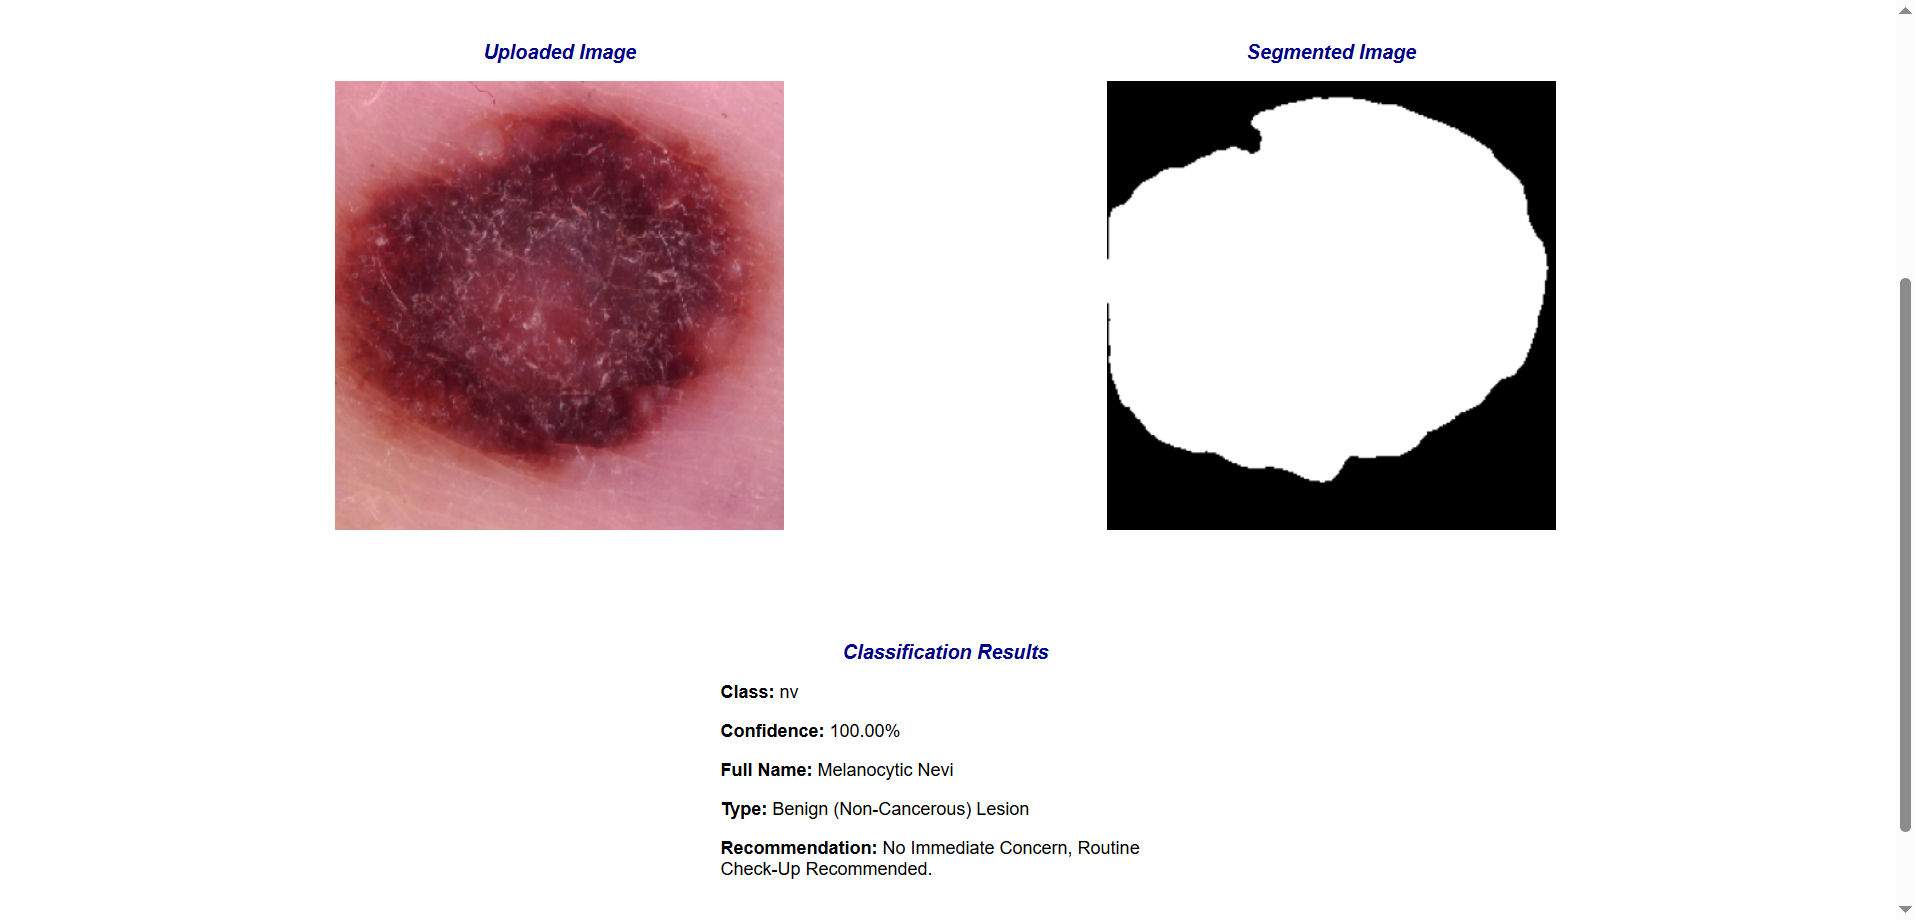 Uploaded Image
Segmented Image
Classification Results
Class: nv
Confidence: 100.00%
Full Name: Melanocytic Nevi
Type: Benign (Non-Cancerous) Lesion
Recommendation: No Immediate Concern, Routine
Check-Up Recommended.